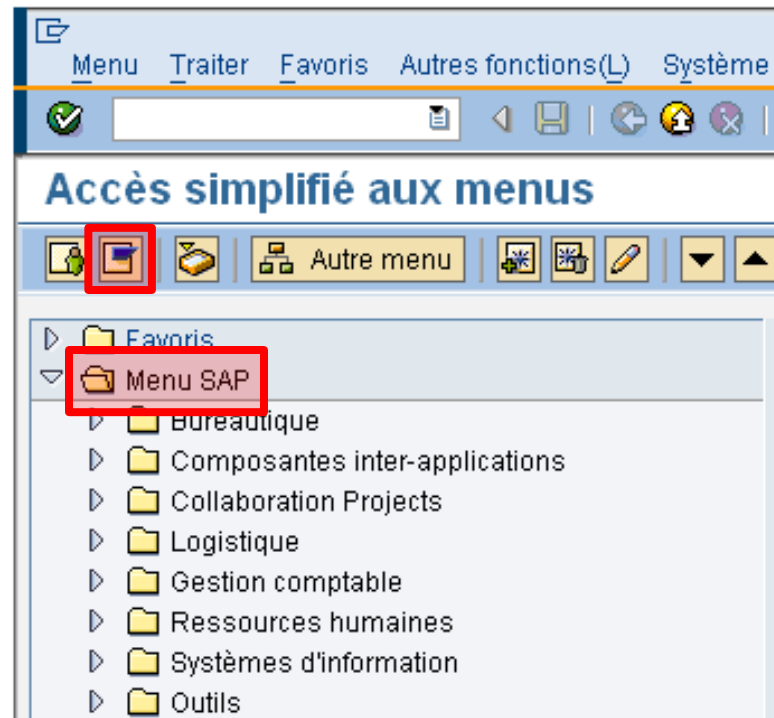 Menu Traiter Favoris Autres fonctions(L) Système
Accès simplifié aux menus
Autre menu
Favoris
Menu SAP
Bureautique
Composantes inter-applications
Collaboration Projects
Logistique
Gestion comptable
Ressources humaines
Systèmes d'information
Outils